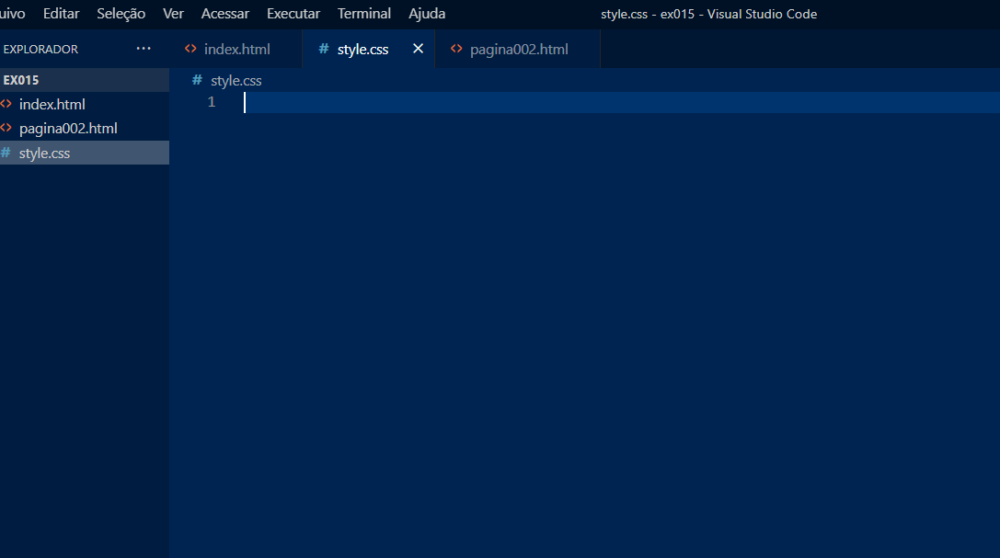 uivo Editar Seleção Ver Acessar Executar Terminal Ajuda style.css - ex015 - Visual Studio Code
EXPLORADOR ··· <> index.html # style.css × <> pagina002.html
EX015 # style.css
<> index.html 1
<> pagina002.html
# style.css